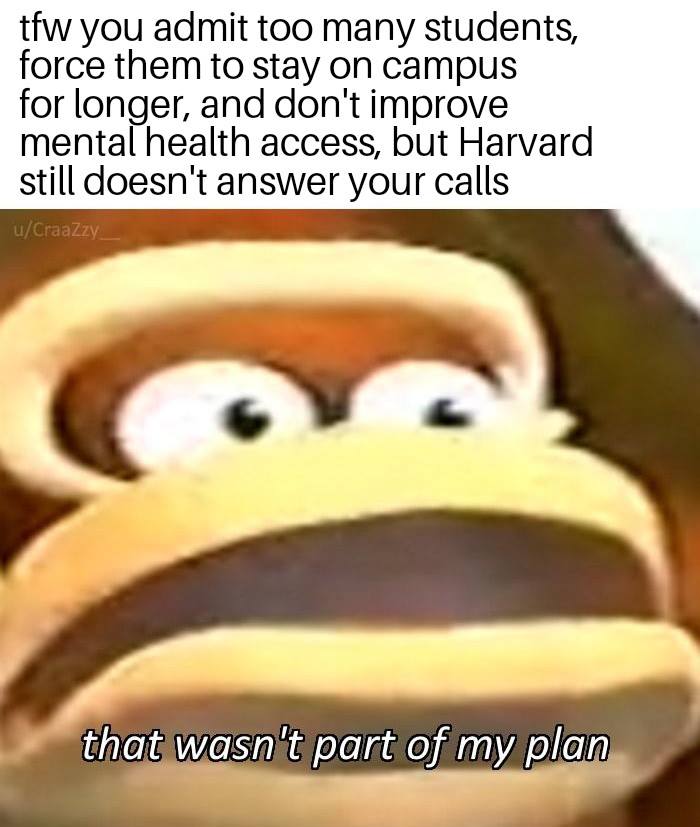 tfw you admit too many students,
force them to stay on campus
for longer, and don't improve
mental health access, but Harvard
still doesn't answer your calls
u/CraaZzy__
that wasn't part of my plan